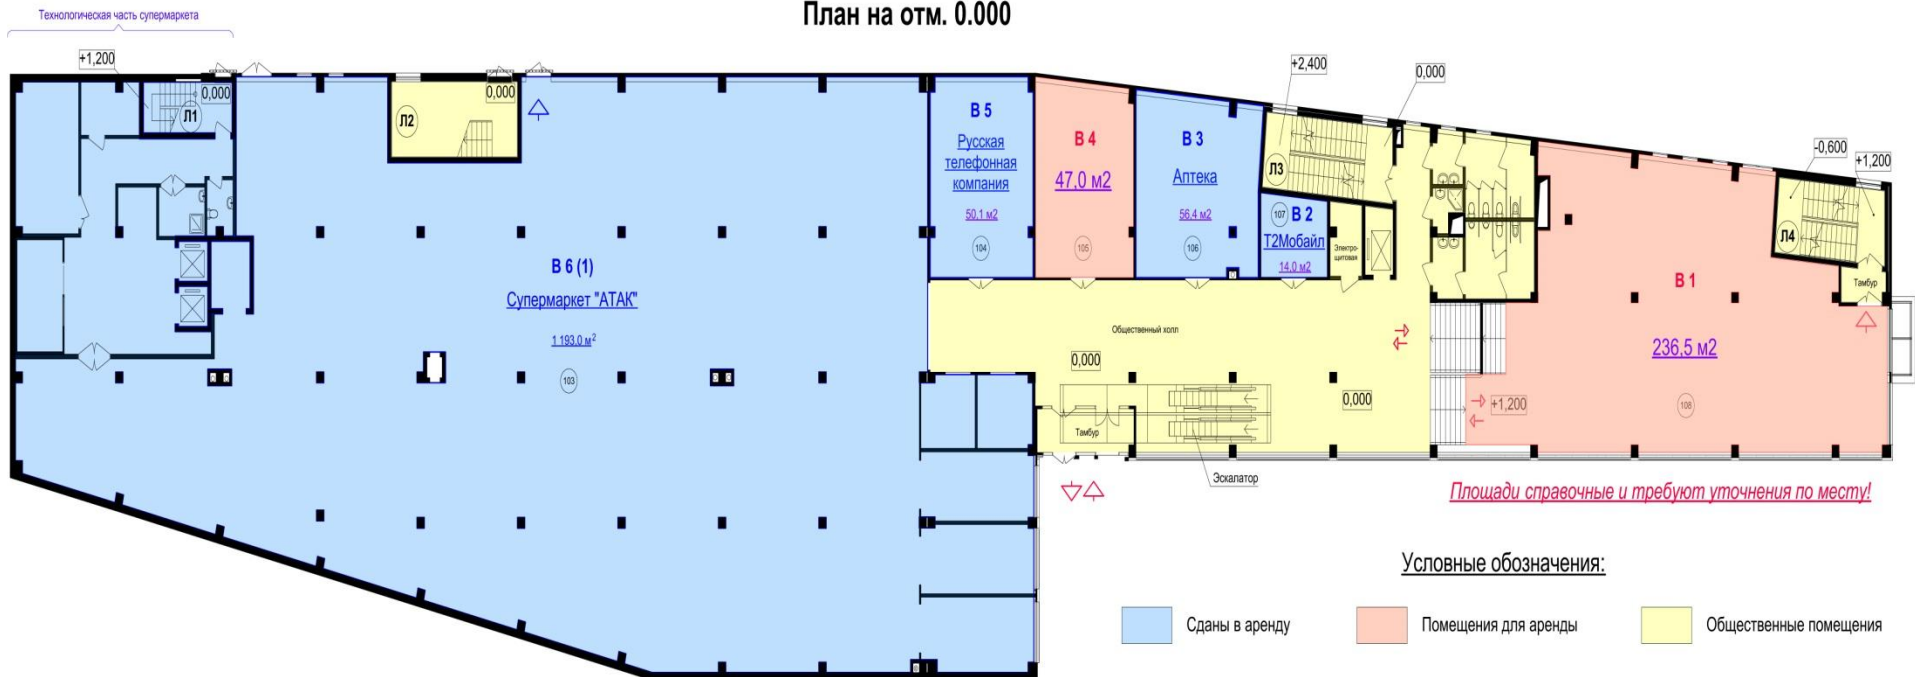 План на отм. 0.000
Технологическая часть супермаркета
+1,200
0,000
Л1
Л2
0,000
В 5
Русская
телефонная
компания
50,1 м2
104
В 4
47,0 м2
105
В 3
Аптека
56,4 м2
106
+2,400
0,000
Л3
107
В 2
Т2Мобайл
14,0 м2
Электро-
щитовая
-0,600
+1,200
Л4
Тамбур
В 1
236,5 м2
108
В 6 (1)
Супермаркет "АТАК"
1 193,0 м2
103
Общественный холл
0,000
0,000
+1,200
Тамбур
Эскалатор
Площади справочные и требуют уточнения по месту!
Условные обозначения:
Сданы в аренду
Помещения для аренды
Общественные помещения